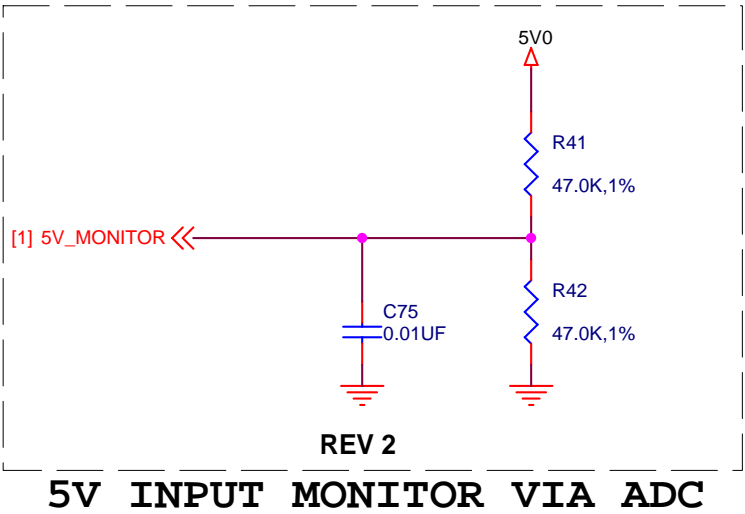 5V0
R41
47.0K,1%
[1] 5V_MONITOR
R42
C75
0.01UF
47.0K,1%
REV 2
5V INPUT MONITOR VIA ADC